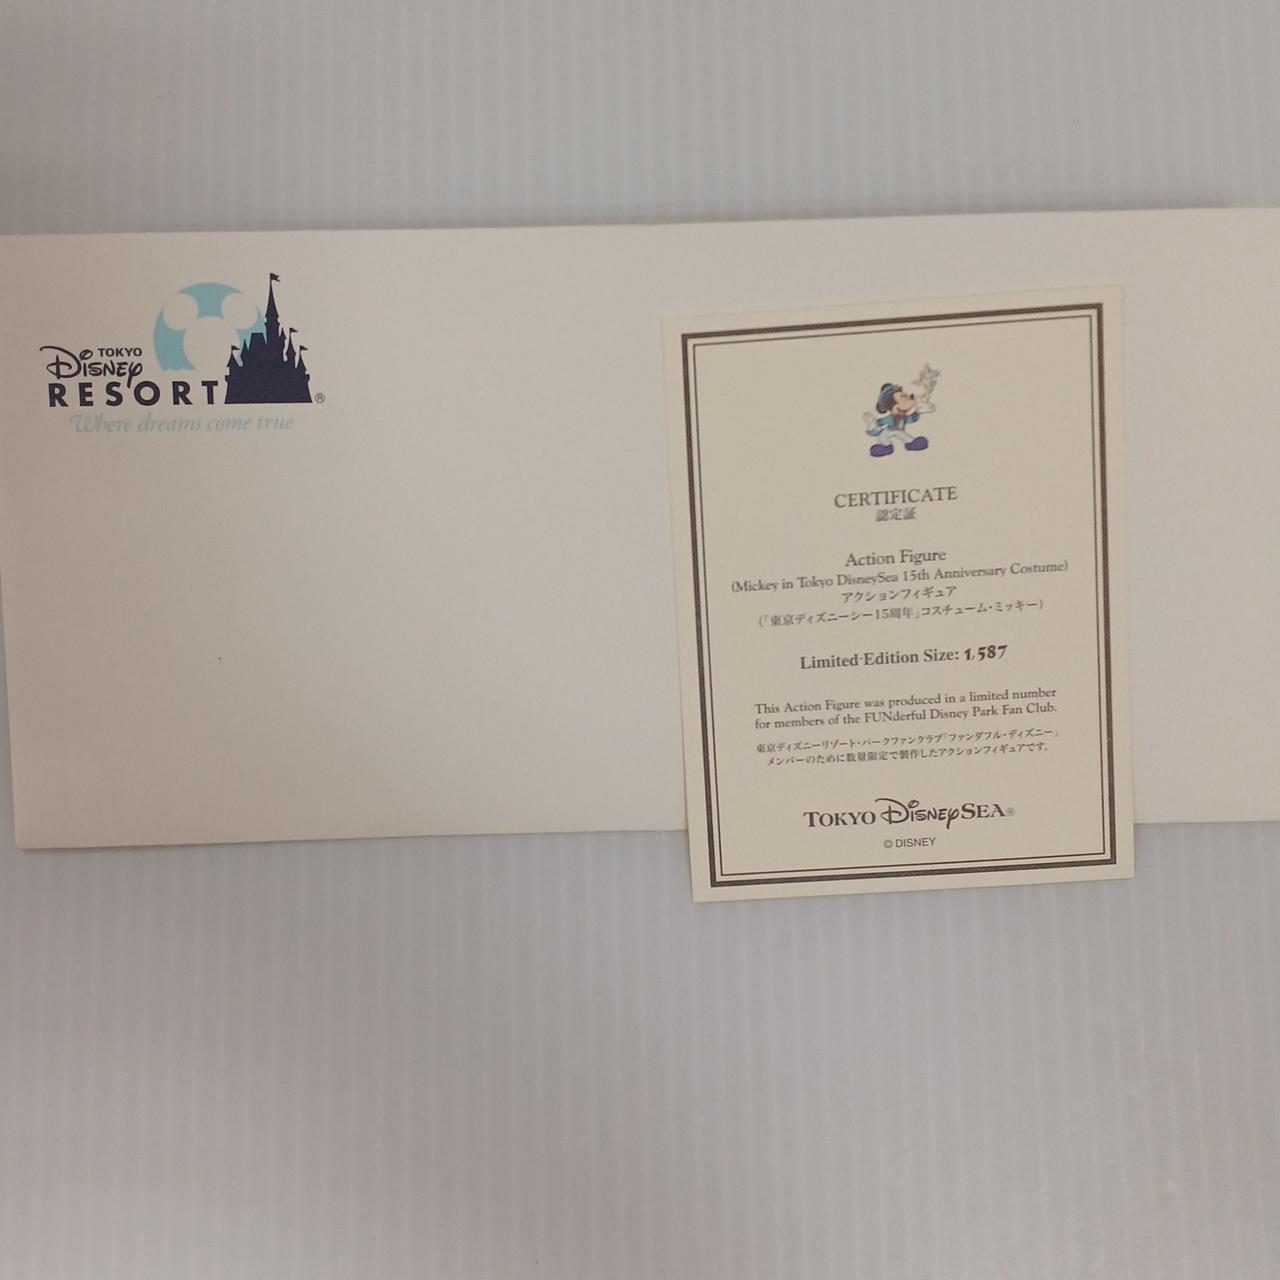 TOKYO
Disney
RESORT®
Where dreams come true
CERTIFICATE
認定証
Action Figure
(Mickey in Tokyo DisneySea 15th Anniversary Costume)
アクションフィギュア
(「東京ディズニーシー15周年」コスチューム・ミッキー)
Limited-Edition Size: 1,587
This Action Figure was produced in a limited number
for members of the FUNderful Disney Park Fan Club.
東京ディズニーリゾート・パークファンクラブ「ファンダフル・ディズニー」
メンバーのために数量限定で製作したアクションフィギュアです。
TOKYO DISNEYSEA®
© DISNEY